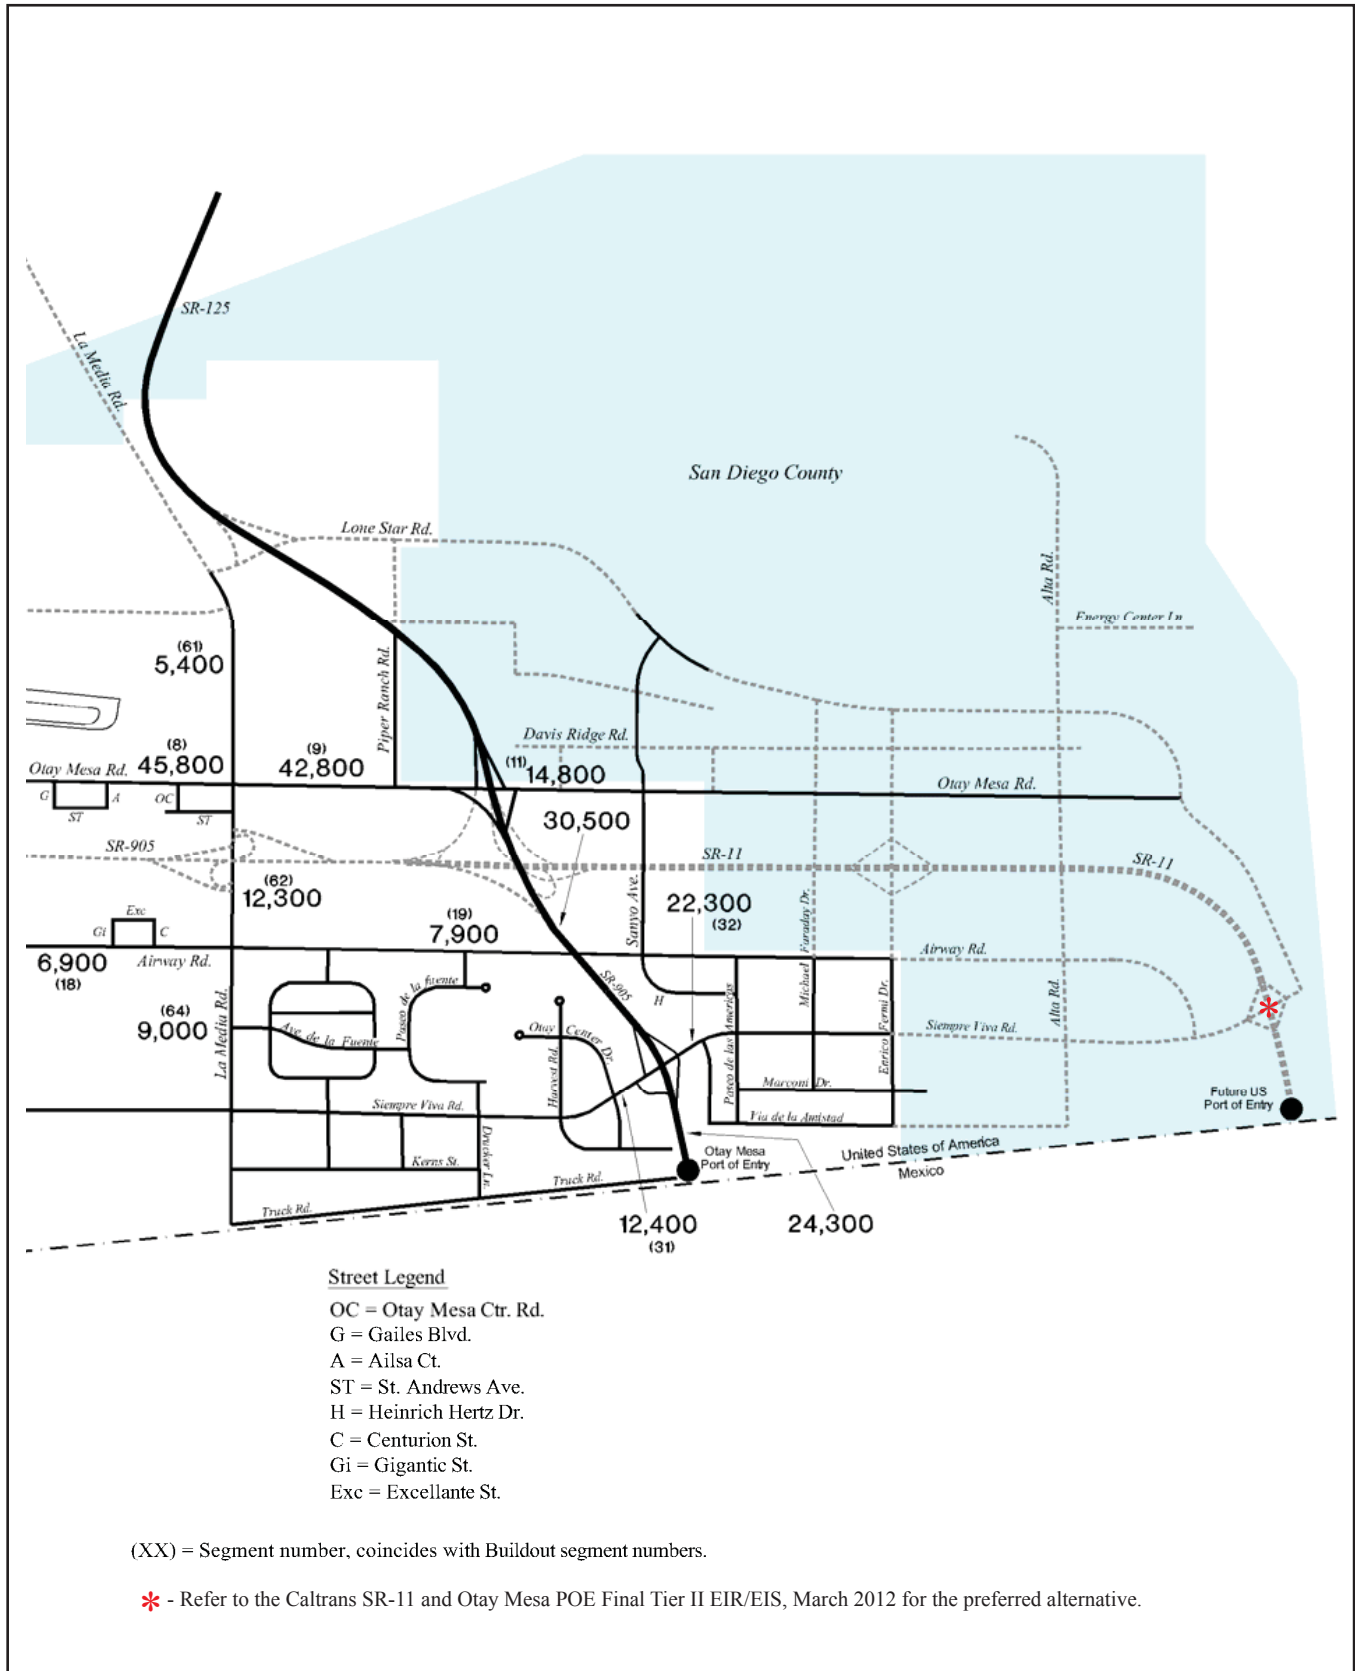 SR-125
La Media Rd.
San Diego County
Lone Star Rd.
Alta Rd.
Energy Center Ln
(61)
5,400
Piper Ranch Rd.
Davis Ridge Rd.
(8)
45,800
(9)
42,800
(11)
14,800
Otay Mesa Rd.
Otay Mesa Rd.
G
A
ST
OC
ST
30,500
SR-905
SR-11
SR-11
(62)
12,300
Sanyo Ave.
22,300
(32)
Michael Faraday Dr.
Exc
Gi
C
(19)
7,900
6,900
(18)
Airway Rd.
Airway Rd.
SR-905
H
Paseo de la fuente
Paseo de las Americas
Enrico Fermi Dr.
Alta Rd.
(64)
9,000
La Media Rd.
Ave de la Fuente
Otay Center Dr.
Harvest Rd.
Siempre Viva Rd.
Marconi Dr.
Siempre Viva Rd.
Via de la Amistad
Future US
Port of Entry
Drucker Ln.
Kerns St.
Otay Mesa
Port of Entry
United States of America
Mexico
Truck Rd.
Truck Rd.
12,400
(31)
24,300
Street Legend
OC = Otay Mesa Ctr. Rd.
G = Gailes Blvd.
A = Ailsa Ct.
ST = St. Andrews Ave.
H = Heinrich Hertz Dr.
C = Centurion St.
Gi = Gigantic St.
Exc = Excellante St.
(XX) = Segment number, coincides with Buildout segment numbers.
* - Refer to the Caltrans SR-11 and Otay Mesa POE Final Tier II EIR/EIS, March 2012 for the preferred alternative.